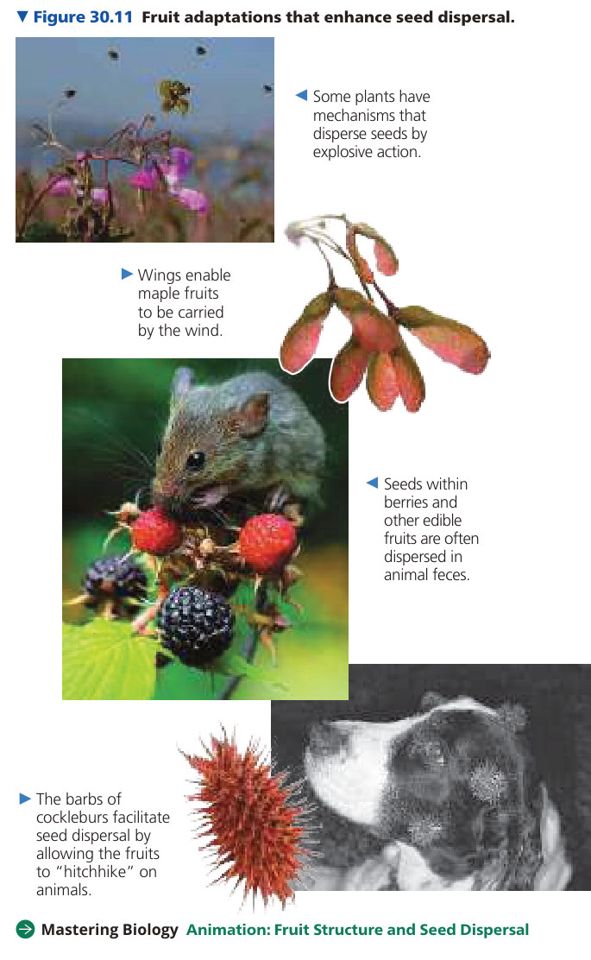 ▼ Figure 30.11 Fruit adaptations that enhance seed dispersal.
◀ Some plants have
mechanisms that
disperse seeds by
explosive action.
▶ Wings enable
maple fruits
to be carried
by the wind.
◀ Seeds within
berries and
other edible
fruits are often
dispersed in
animal feces.
▶ The barbs of
cockleburs facilitate
seed dispersal by
allowing the fruits
to “hitchhike” on
animals.
Mastering Biology Animation: Fruit Structure and Seed Dispersal